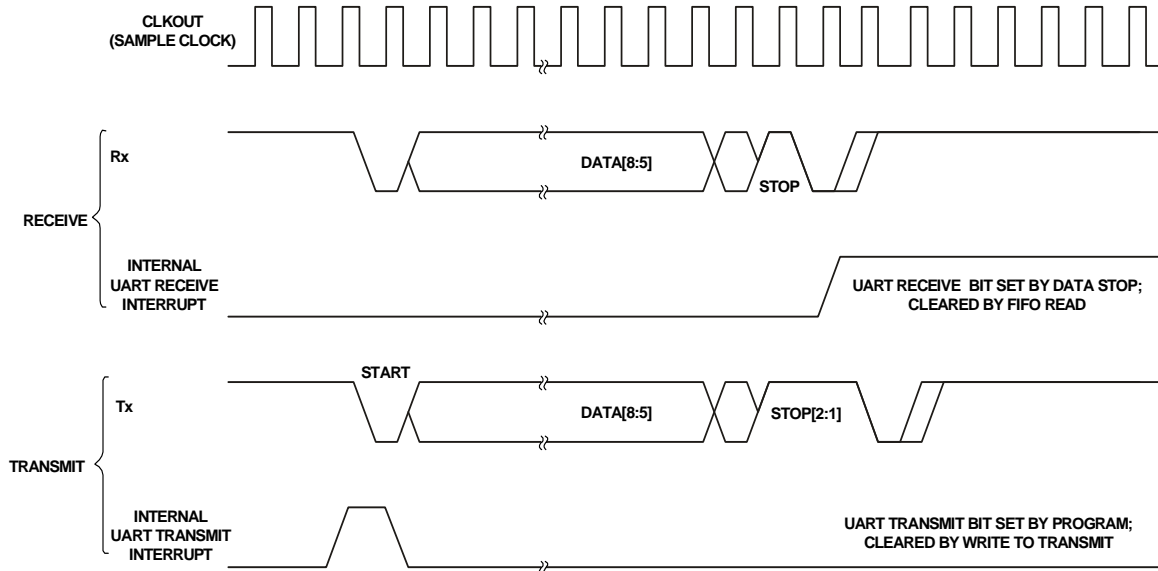 CLKOUT
(SAMPLE CLOCK)
Rx
DATA[8:5]
STOP
RECEIVE
INTERNAL
UART RECEIVE
INTERRUPT
UART RECEIVE BIT SET BY DATA STOP;
CLEARED BY FIFO READ
START
Tx
DATA[8:5]
STOP[2:1]
TRANSMIT
INTERNAL
UART TRANSMIT
INTERRUPT
UART TRANSMIT BIT SET BY PROGRAM;
CLEARED BY WRITE TO TRANSMIT